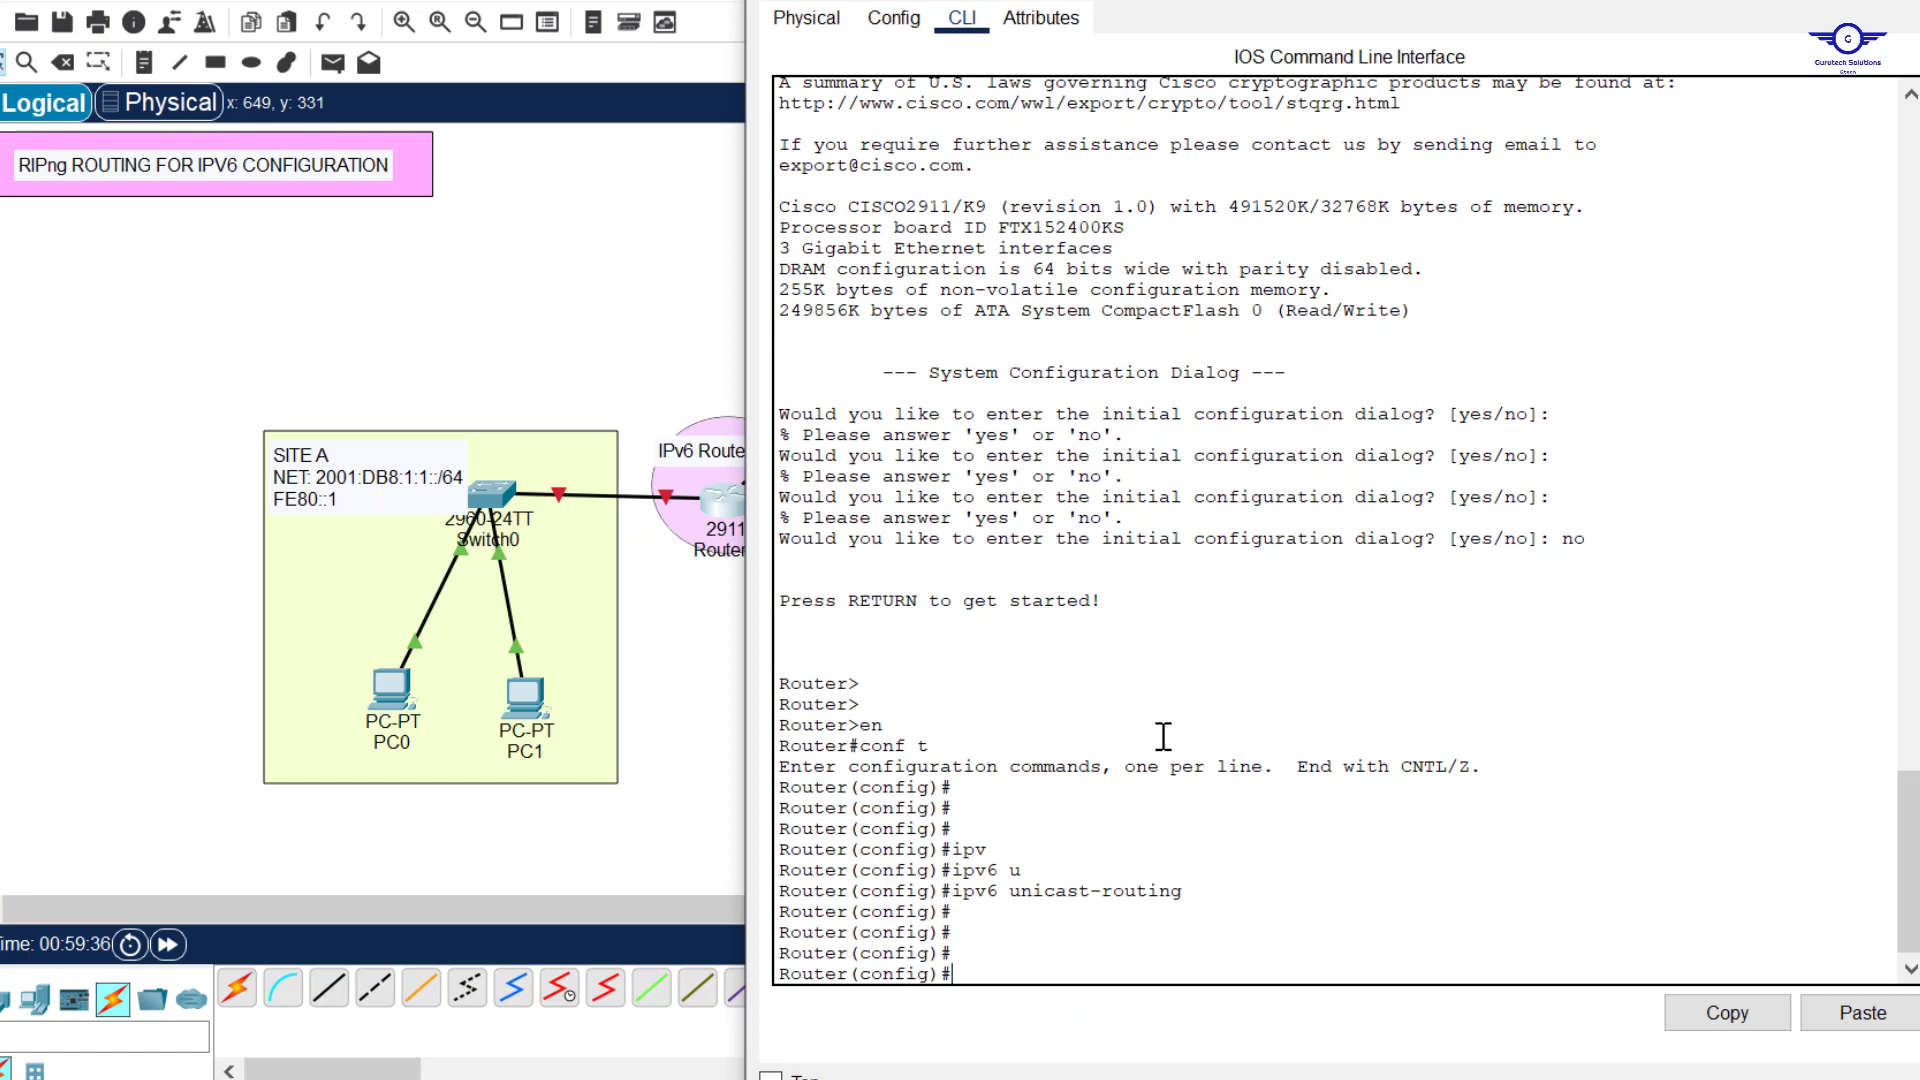 Physical Config CLI Attributes
IOS Command Line Interface
G
Gurutech Solutions
Gtech
Logical Physical x: 649, y: 331
RIPng ROUTING FOR IPV6 CONFIGURATION
SITE A
NET: 2001:DB8:1:1::/64
FE80::1
2960-24TT
Switch0
IPv6 Route
2911
Router
PC-PT
PC0
PC-PT
PC1
ime: 00:59:36
A summary of U.S. laws governing Cisco cryptographic products may be found at:
http://www.cisco.com/wwl/export/crypto/tool/stqrg.html
If you require further assistance please contact us by sending email to
export@cisco.com.
Cisco CISCO2911/K9 (revision 1.0) with 491520K/32768K bytes of memory.
Processor board ID FTX152400KS
3 Gigabit Ethernet interfaces
DRAM configuration is 64 bits wide with parity disabled.
255K bytes of non-volatile configuration memory.
249856K bytes of ATA System CompactFlash 0 (Read/Write)
--- System Configuration Dialog ---
Would you like to enter the initial configuration dialog? [yes/no]:
% Please answer 'yes' or 'no'.
Would you like to enter the initial configuration dialog? [yes/no]:
% Please answer 'yes' or 'no'.
Would you like to enter the initial configuration dialog? [yes/no]:
% Please answer 'yes' or 'no'.
Would you like to enter the initial configuration dialog? [yes/no]: no
Press RETURN to get started!
Router>
Router>
Router>en
Router#conf t
Enter configuration commands, one per line. End with CNTL/Z.
Router(config)#
Router(config)#
Router(config)#
Router(config)#ipv
Router(config)#ipv6 u
Router(config)#ipv6 unicast-routing
Router(config)#
Router(config)#
Router(config)#
Router(config)#
Copy Paste